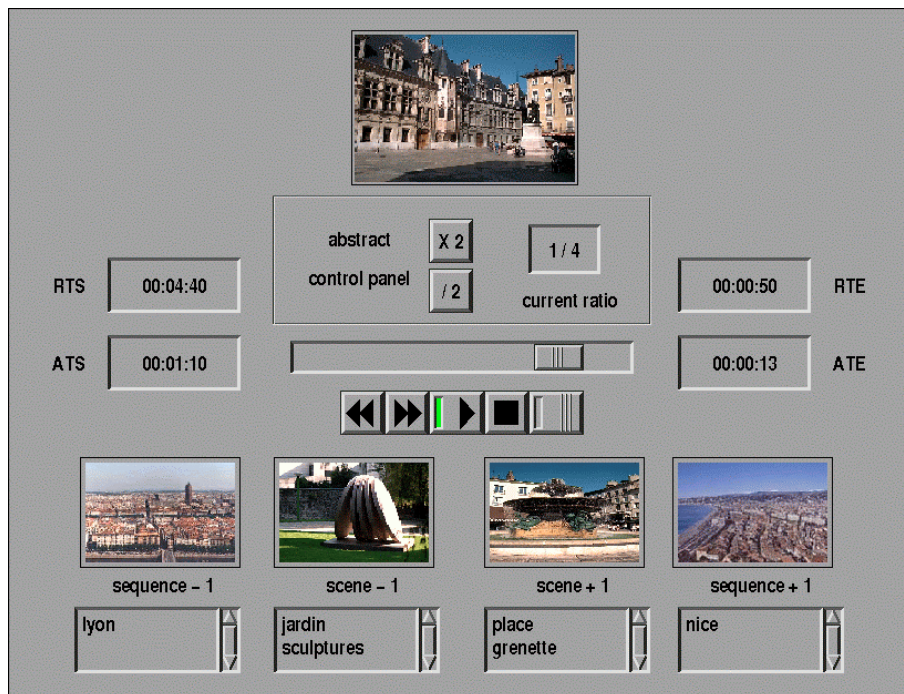 abstract
X 2
1 / 4
control panel
/ 2
current ratio
RTS
00:04:40
00:00:50
RTE
ATS
00:01:10
00:00:13
ATE
sequence – 1
scene – 1
scene + 1
sequence + 1
lyon
jardin
sculptures
place
grenette
nice